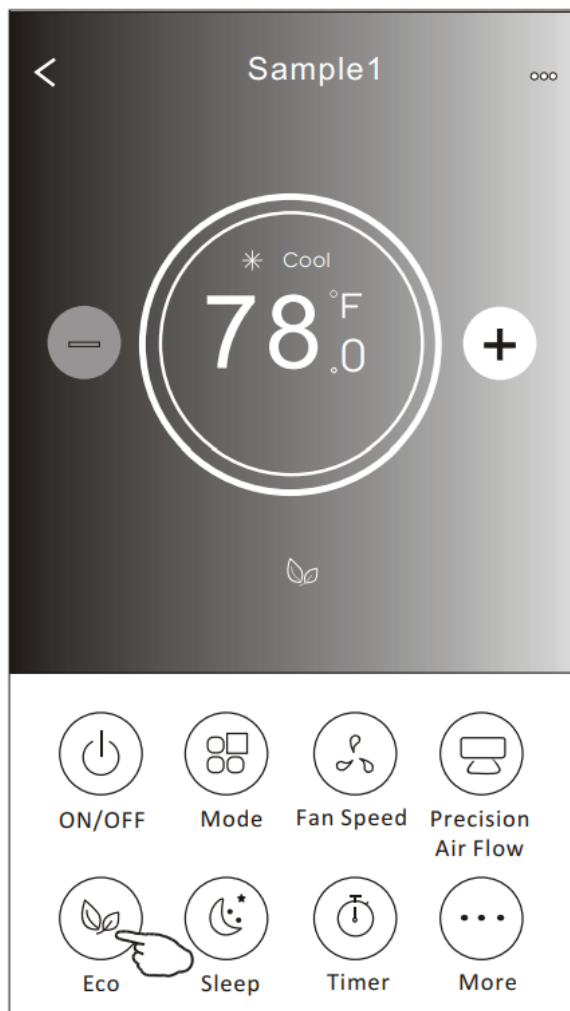 Sample1
Cool
78.0°F
ON/OFF
Mode
Fan Speed
Precision
Air Flow
Eco
Sleep
Timer
More